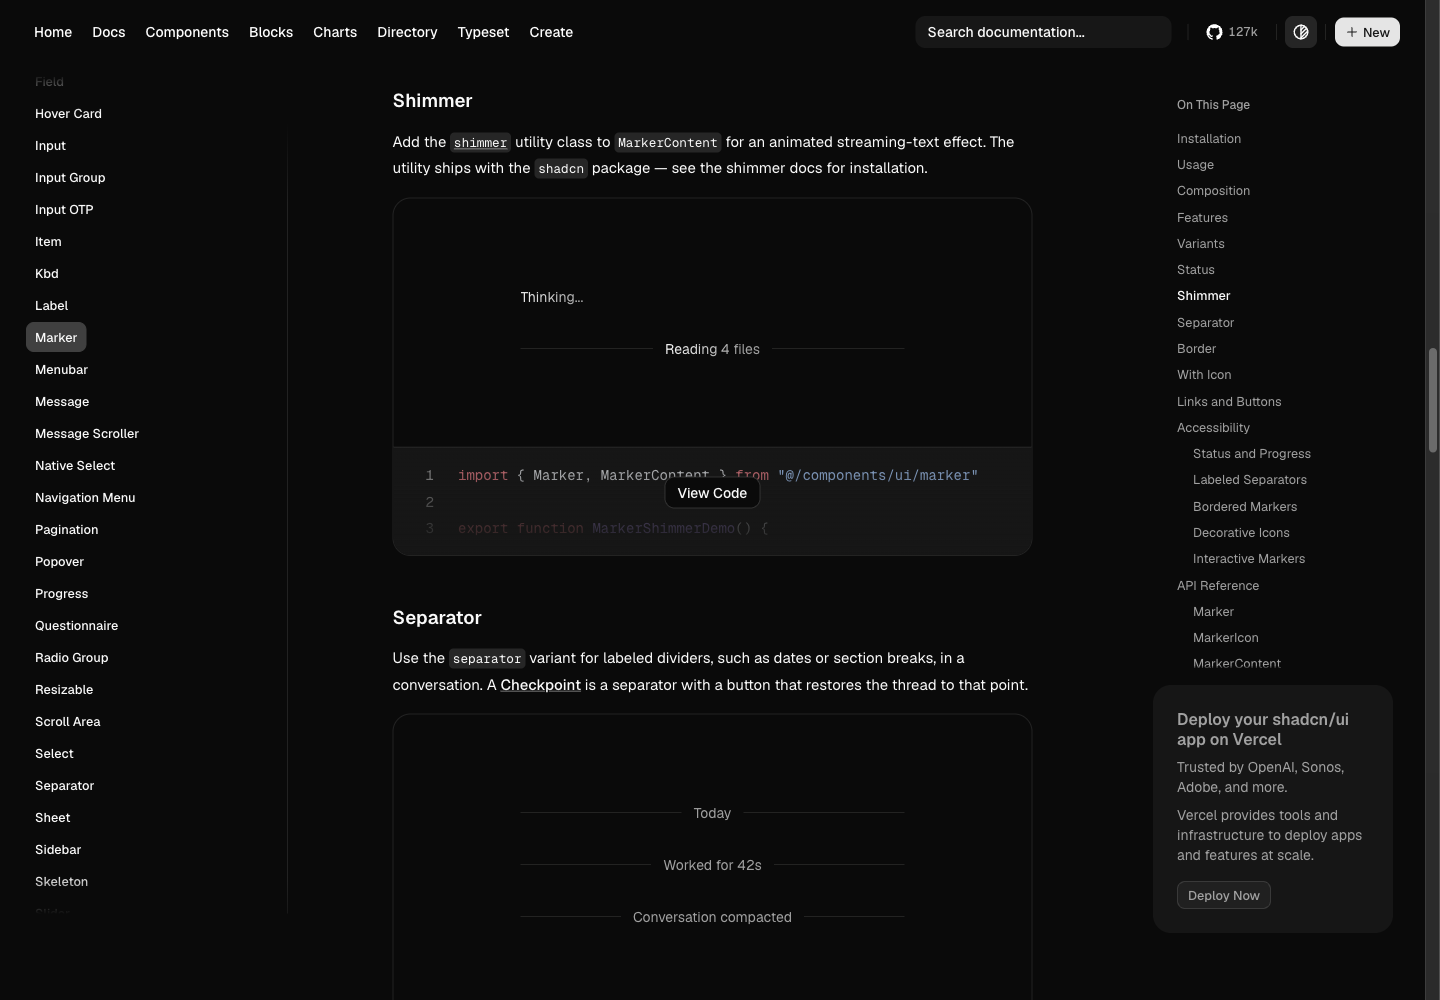 Home Docs Components Blocks Charts Directory Typeset Create
Search documentation...
127k
New
Field
Hover Card
Input
Input Group
Input OTP
Item
Kbd
Label
Marker
Menubar
Message
Message Scroller
Native Select
Navigation Menu
Pagination
Popover
Progress
Questionnaire
Radio Group
Resizable
Scroll Area
Select
Separator
Sheet
Sidebar
Skeleton
Slider
Shimmer
Add the shimmer utility class to MarkerContent for an animated streaming-text effect. The
utility ships with the shadcn package — see the shimmer docs for installation.
Thinking...
Reading 4 files
1 import { Marker, MarkerContent } from "@/components/ui/marker"
2
View Code
3 export function MarkerShimmerDemo() {
Separator
Use the separator variant for labeled dividers, such as dates or section breaks, in a
conversation. A Checkpoint is a separator with a button that restores the thread to that point.
Today
Worked for 42s
Conversation compacted
On This Page
Installation
Usage
Composition
Features
Variants
Status
Shimmer
Separator
Border
With Icon
Links and Buttons
Accessibility
Status and Progress
Labeled Separators
Bordered Markers
Decorative Icons
Interactive Markers
API Reference
Marker
MarkerIcon
MarkerContent
Deploy your shadcn/ui
app on Vercel
Trusted by OpenAI, Sonos,
Adobe, and more.
Vercel provides tools and
infrastructure to deploy apps
and features at scale.
Deploy Now